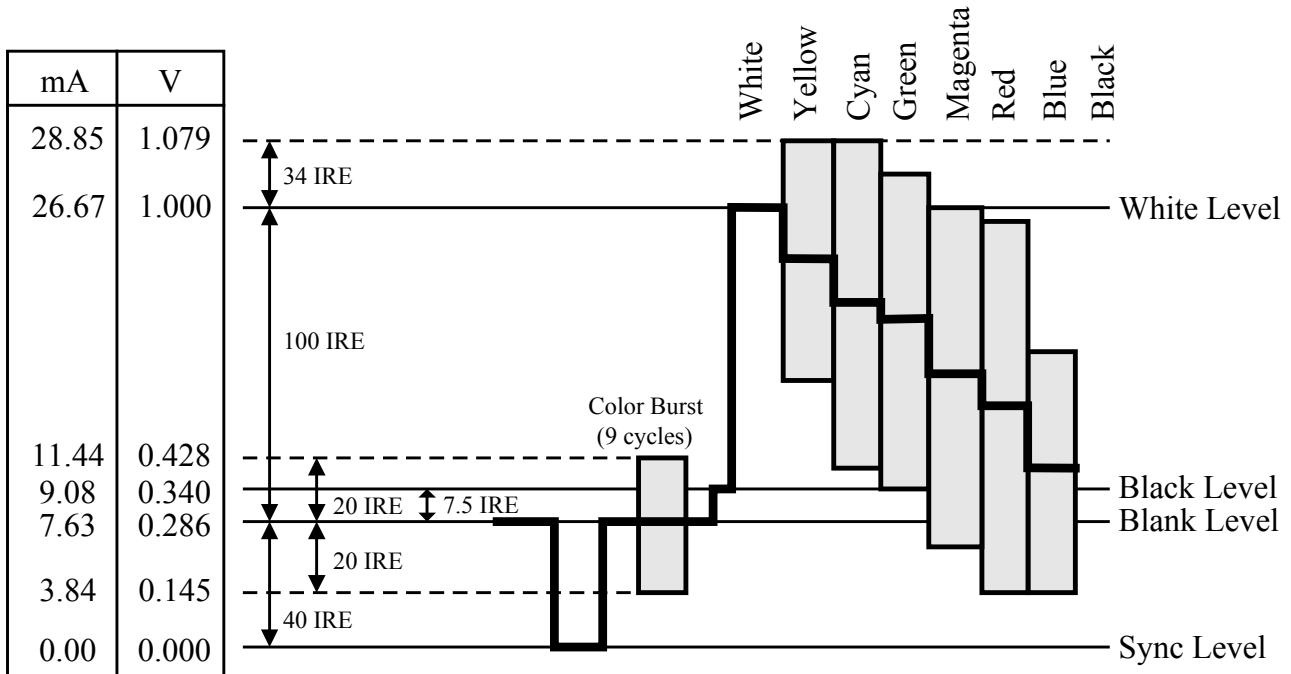 White
Yellow
Cyan
Green
Magenta
Red
Blue
Black
mA V
28.85 1.079
34 IRE
26.67 1.000
White Level
100 IRE
Color Burst
(9 cycles)
11.44 0.428
9.08 0.340
20 IRE 7.5 IRE
Black Level
7.63 0.286
Blank Level
20 IRE
3.84 0.145
40 IRE
0.00 0.000
Sync Level